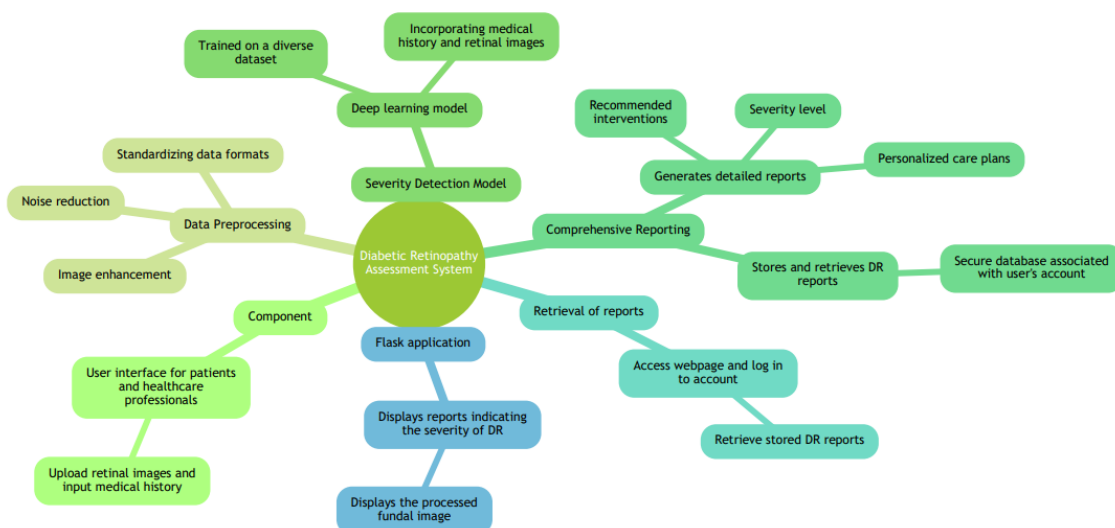 Incorporating medical
history and retinal images
Trained on a diverse
dataset
Deep learning model
Severity Detection Model
Recommended
interventions
Severity level
Personalized care plans
Generates detailed reports
Comprehensive Reporting
Stores and retrieves DR
reports
Secure database associated
with user's account
Standardizing data formats
Noise reduction
Data Preprocessing
Image enhancement
Diabetic Retinopathy
Assessment System
Component
User interface for patients
and healthcare
professionals
Upload retinal images and
input medical history
Flask application
Displays reports indicating
the severity of DR
Displays the processed
fundal image
Retrieval of reports
Access webpage and log in
to account
Retrieve stored DR reports